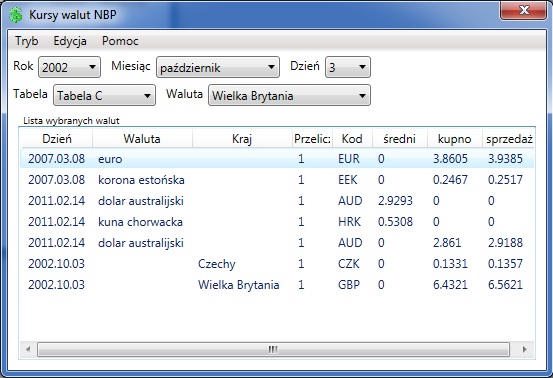 Kursy walut NBP
Tryb Edycja Pomoc
Rok 2002 Miesiąc październik Dzień 3
Tabela Tabela C Waluta Wielka Brytania
Lista wybranych walut
Dzień Waluta Kraj Przelicz Kod średni kupno sprzedaż
2007.03.08 euro 1 EUR 0 3.8605 3.9385
2007.03.08 korona estońska 1 EEK 0 0.2467 0.2517
2011.02.14 dolar australijski 1 AUD 2.9293 0 0
2011.02.14 kuna chorwacka 1 HRK 0.5308 0 0
2011.02.14 dolar australijski 1 AUD 0 2.861 2.9188
2002.10.03 Czechy 1 CZK 0 0.1331 0.1357
2002.10.03 Wielka Brytania 1 GBP 0 6.4321 6.5621